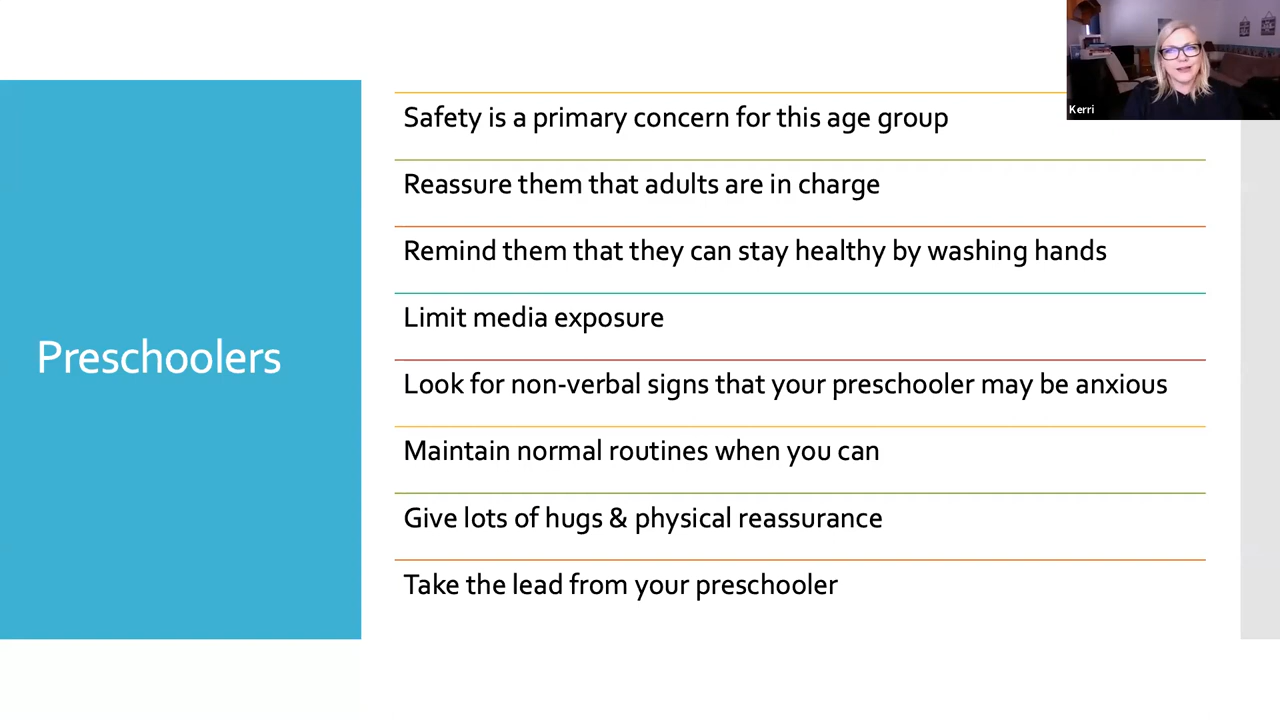 Kerri
Safety is a primary concern for this age group
Reassure them that adults are in charge
Remind them that they can stay healthy by washing hands
Limit media exposure
Preschoolers
Look for non-verbal signs that your preschooler may be anxious
Maintain normal routines when you can
Give lots of hugs & physical reassurance
Take the lead from your preschooler